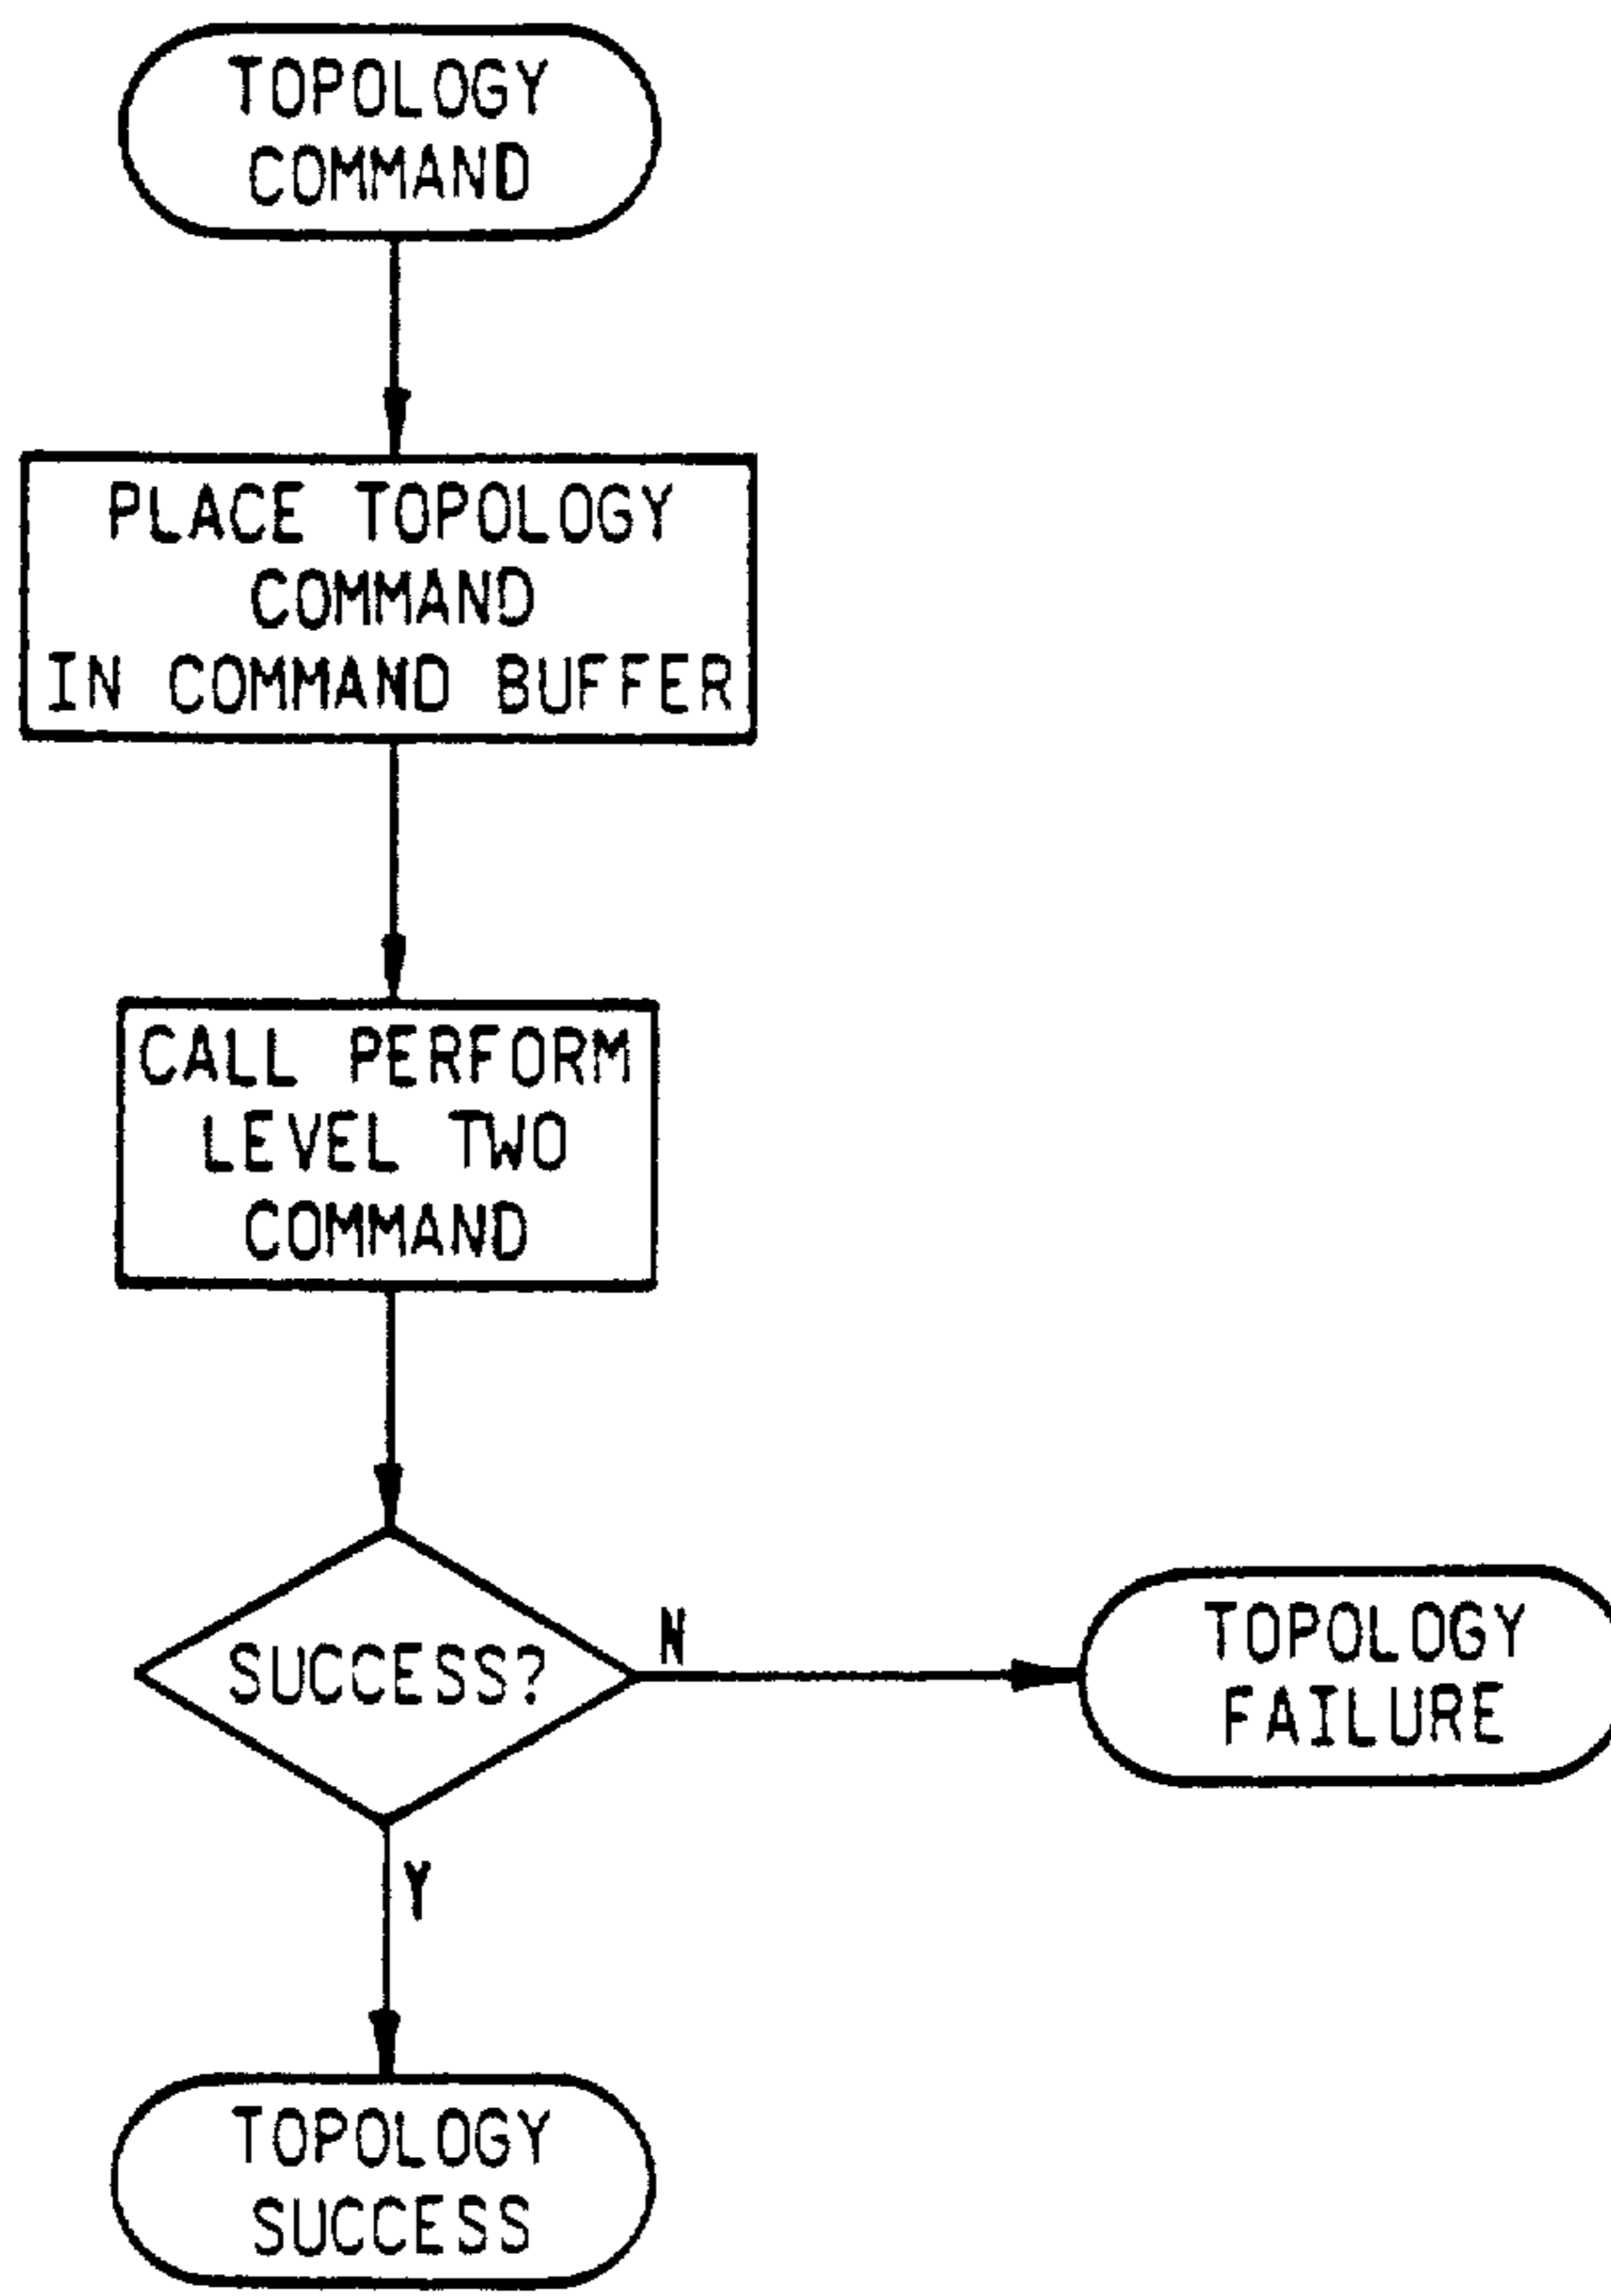 TOPOLOGY
COMMAND
PLACE TOPOLOGY
COMMAND
IN COMMAND BUFFER
CALL PERFORM
LEVEL TWO
COMMAND
SUCCESS?
N
TOPOLOGY
FAILURE
Y
TOPOLOGY
SUCCESS